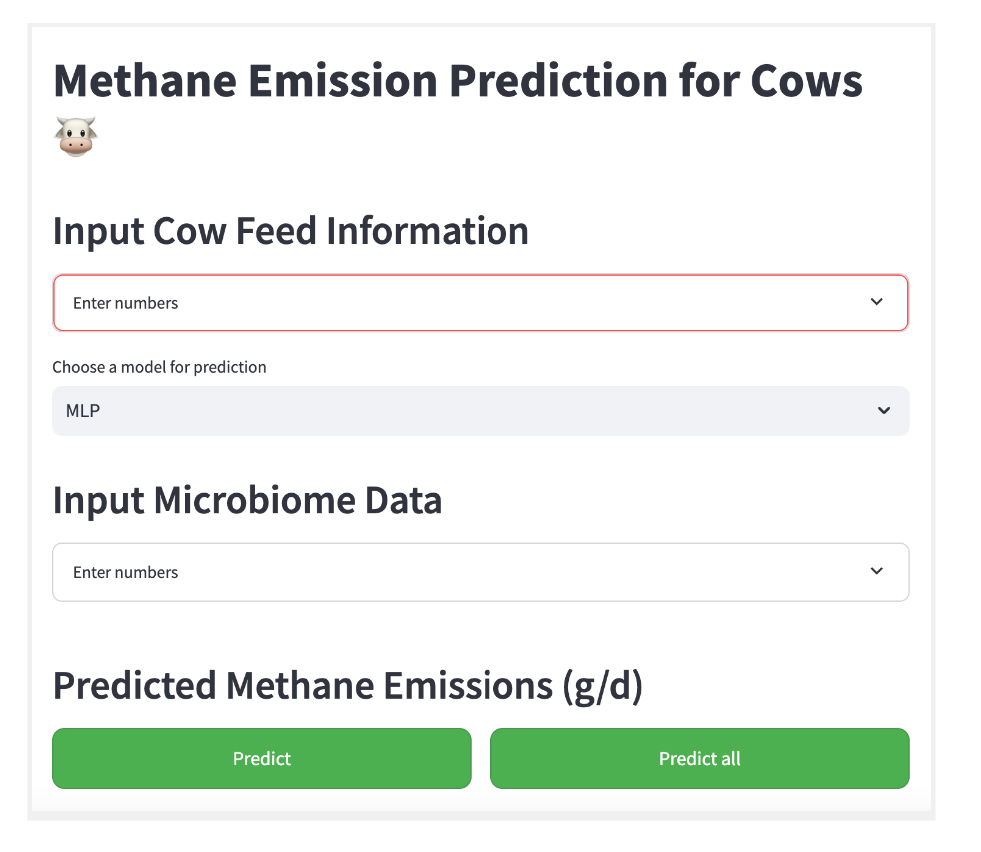 Methane Emission Prediction for Cows
🐮
Input Cow Feed Information
Enter numbers
Choose a model for prediction
MLP
Input Microbiome Data
Enter numbers
Predicted Methane Emissions (g/d)
Predict
Predict all